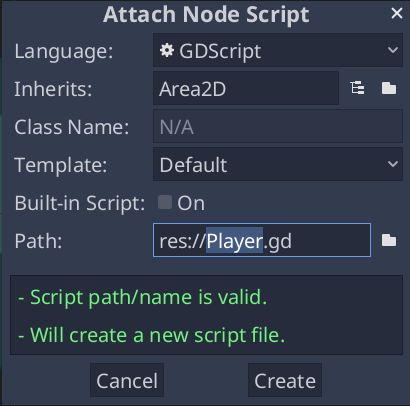 Attach Node Script
Language: GDScript
Inherits: Area2D
Class Name: N/A
Template: Default
Built-in Script: On
Path: res://Player.gd
- Script path/name is valid.
- Will create a new script file.
Cancel Create